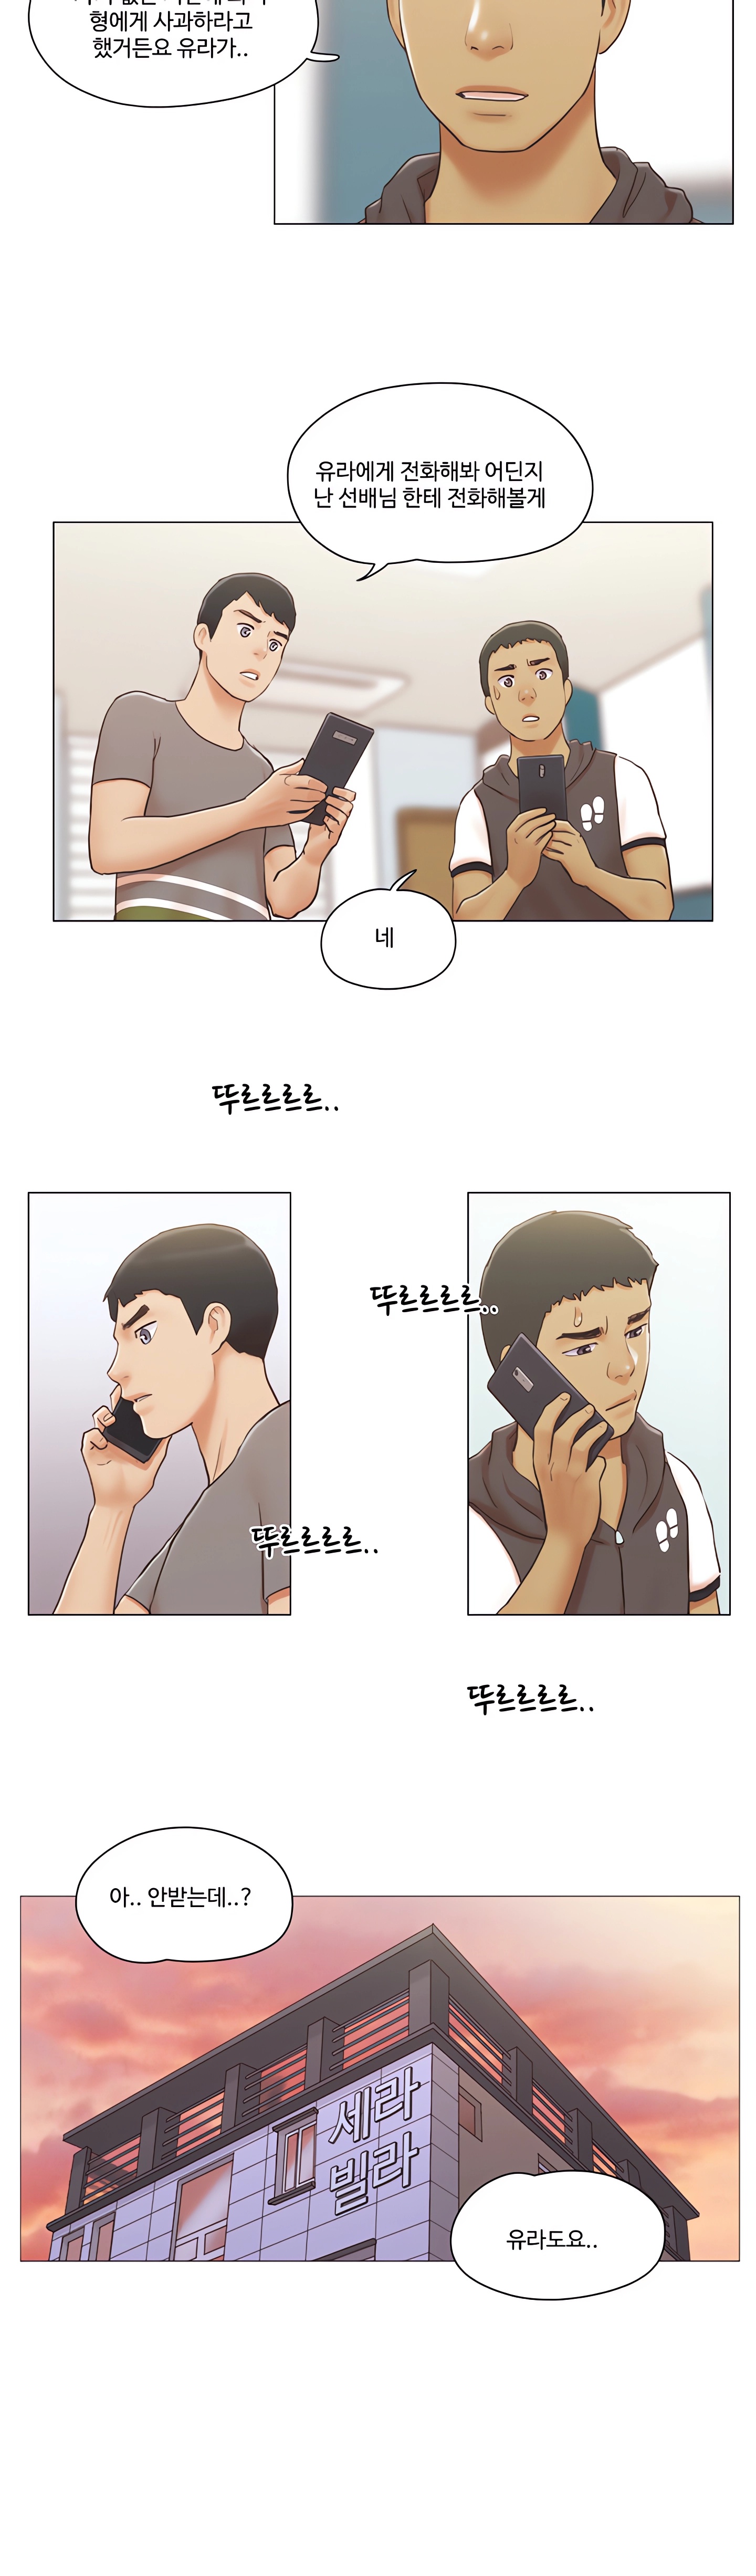 형에게 사과하라고
했거든요 유라가..
유라에게 전화해봐 어딘지
난 선배님 한테 전화해볼게
네
뚜르르르르..
뚜르르르르..
뚜르르르르..
뚜르르르르..
아.. 안받는데..?
세라
빌라
유라도요..